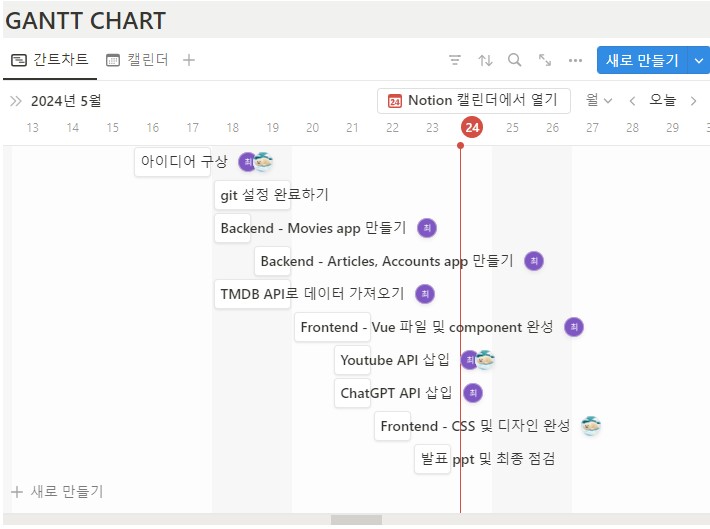 GANTT CHART
간트차트 캘린더
새로 만들기
2024년 5월 24 Notion 캘린더에서 열기 월 오늘
13 14 15 16 17 18 19 20 21 22 23 24 25 26 27 28 29
아이디어 구상 최
git 설정 완료하기
Backend - Movies app 만들기 최
Backend - Articles, Accounts app 만들기 최
TMDB API로 데이터 가져오기 최
Frontend - Vue 파일 및 component 완성 최
Youtube API 삽입 최
ChatGPT API 삽입 최
Frontend - CSS 및 디자인 완성
발표 ppt 및 최종 점검
새로 만들기